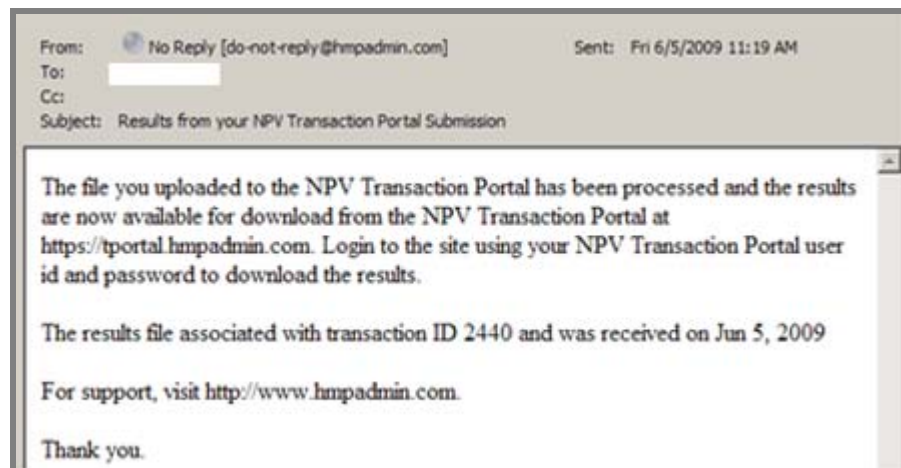 From: No Reply [do-not-reply@hmpadmin.com] Sent: Fri 6/5/2009 11:19 AM
To:
Cc:
Subject: Results from your NPV Transaction Portal Submission
The file you uploaded to the NPV Transaction Portal has been processed and the results
are now available for download from the NPV Transaction Portal at
https://tportal.hmpadmin.com. Login to the site using your NPV Transaction Portal user
id and password to download the results.
The results file associated with transaction ID 2440 and was received on Jun 5, 2009
For support, visit http://www.hmpadmin.com.
Thank you.